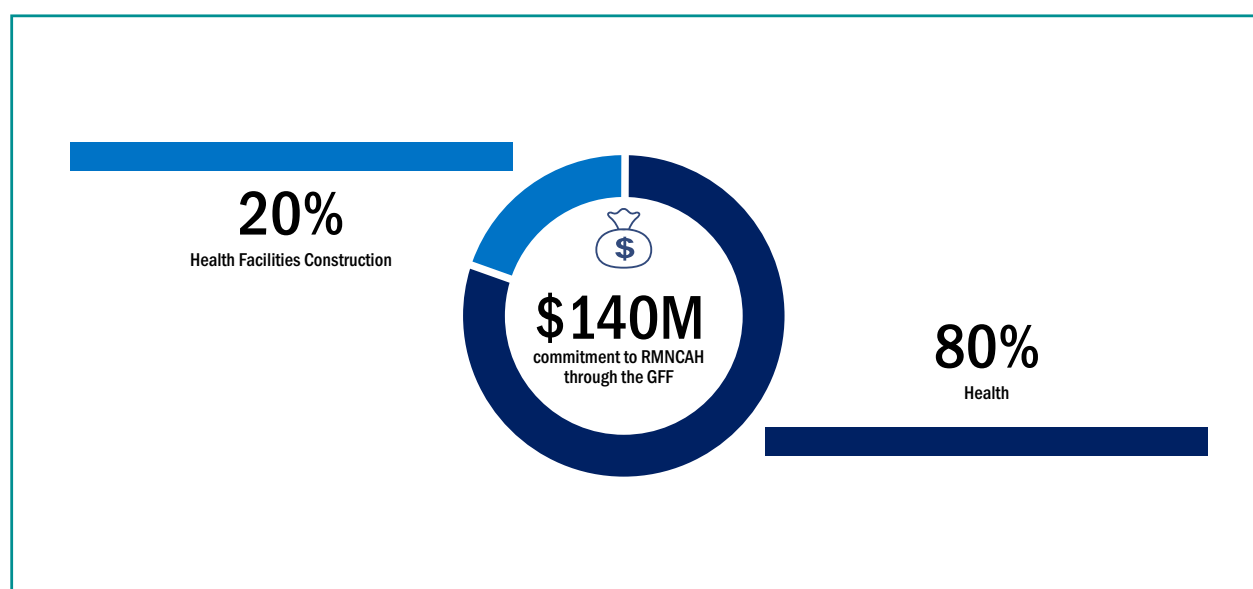 20%
Health Facilities Construction
$
$140M
commitment to RMNCAH
through the GFF
80%
Health